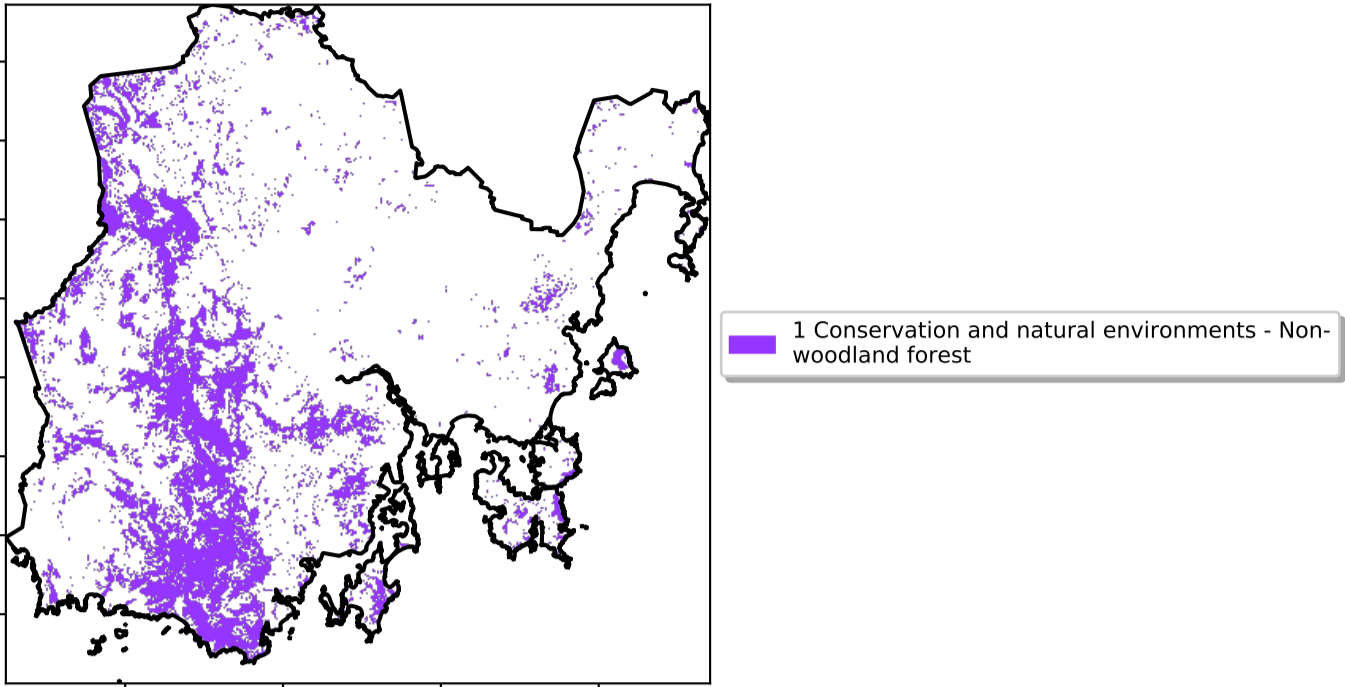 1 Conservation and natural environments - Non-
woodland forest